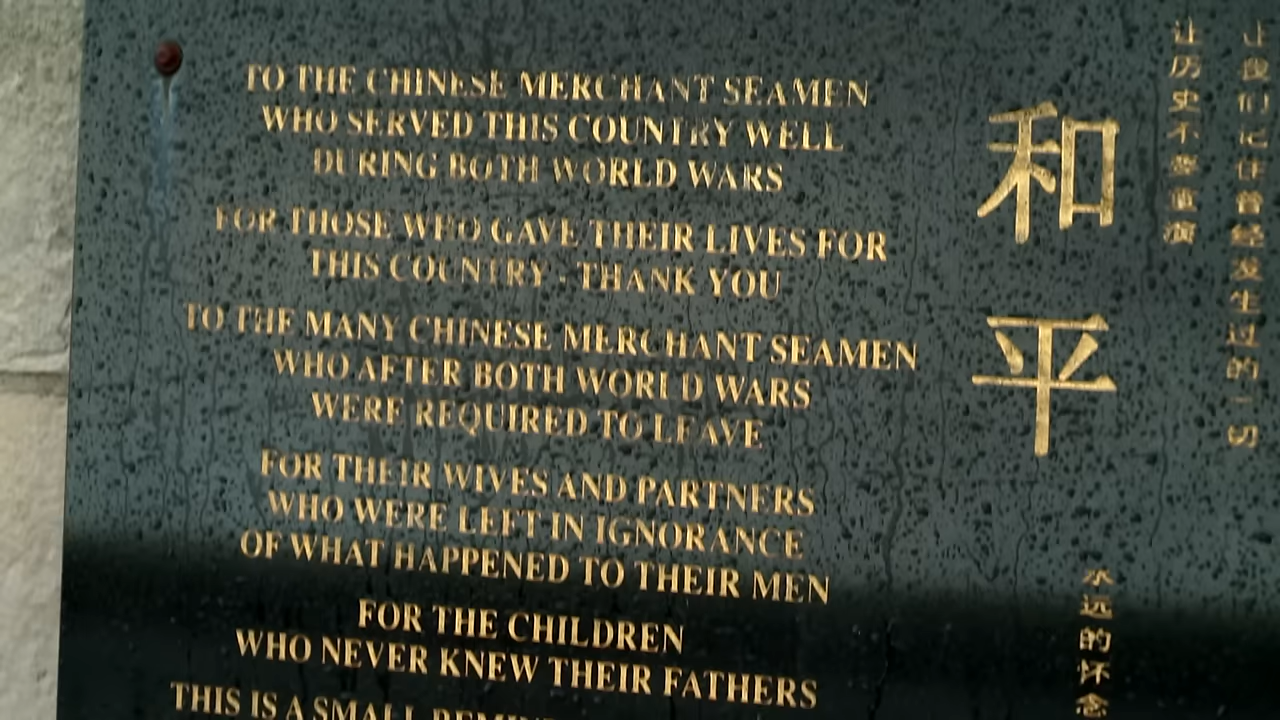 TO THE CHINESE MERCHANT SEAMEN
WHO SERVED THIS COUNTRY WELL
DURING BOTH WORLD WARS
FOR THOSE WHO GAVE THEIR LIVES FOR
THIS COUNTRY - THANK YOU
TO THE MANY CHINESE MERCHANT SEAMEN
WHO AFTER BOTH WORLD WARS
WERE REQUIRED TO LEAVE
FOR THEIR WIVES AND PARTNERS
WHO WERE LEFT IN IGNORANCE
OF WHAT HAPPENED TO THEIR MEN
FOR THE CHILDREN
WHO NEVER KNEW THEIR FATHERS
THIS IS A SMALL
让我们记住曾经发生过的一切
让历史不要重演
和平
永远的怀念